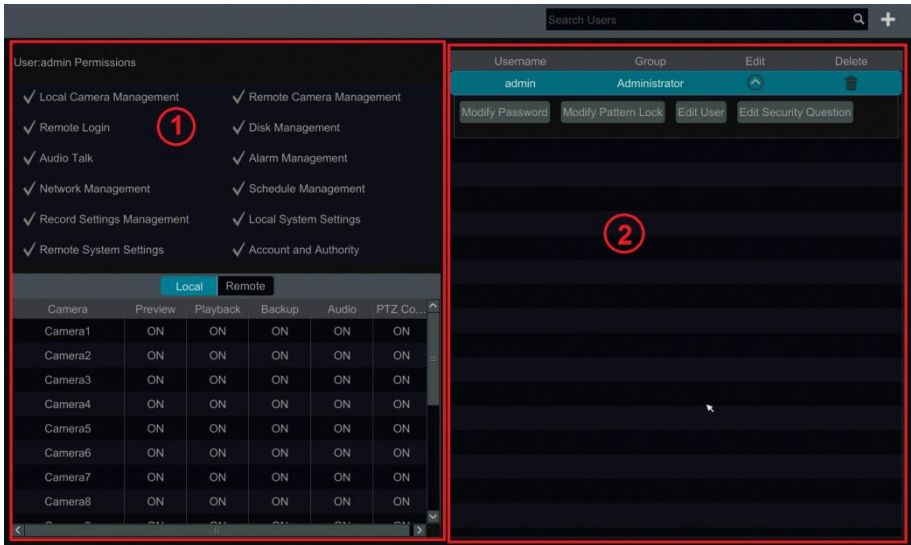 Search Users
User:admin Permissions
Local Camera Management Remote Camera Management
Remote Login Disk Management
Audio Talk Alarm Management
Network Management Schedule Management
Record Settings Management Local System Settings
Remote System Settings Account and Authority
1
Local Remote
Camera Preview Playback Backup Audio PTZ Co...
Camera1 ON ON ON ON ON
Camera2 ON ON ON ON ON
Camera3 ON ON ON ON ON
Camera4 ON ON ON ON ON
Camera5 ON ON ON ON ON
Camera6 ON ON ON ON ON
Camera7 ON ON ON ON ON
Camera8 ON ON ON ON ON
Username Group Edit Delete
admin Administrator
Modify Password Modify Pattern Lock Edit User Edit Security Question
2